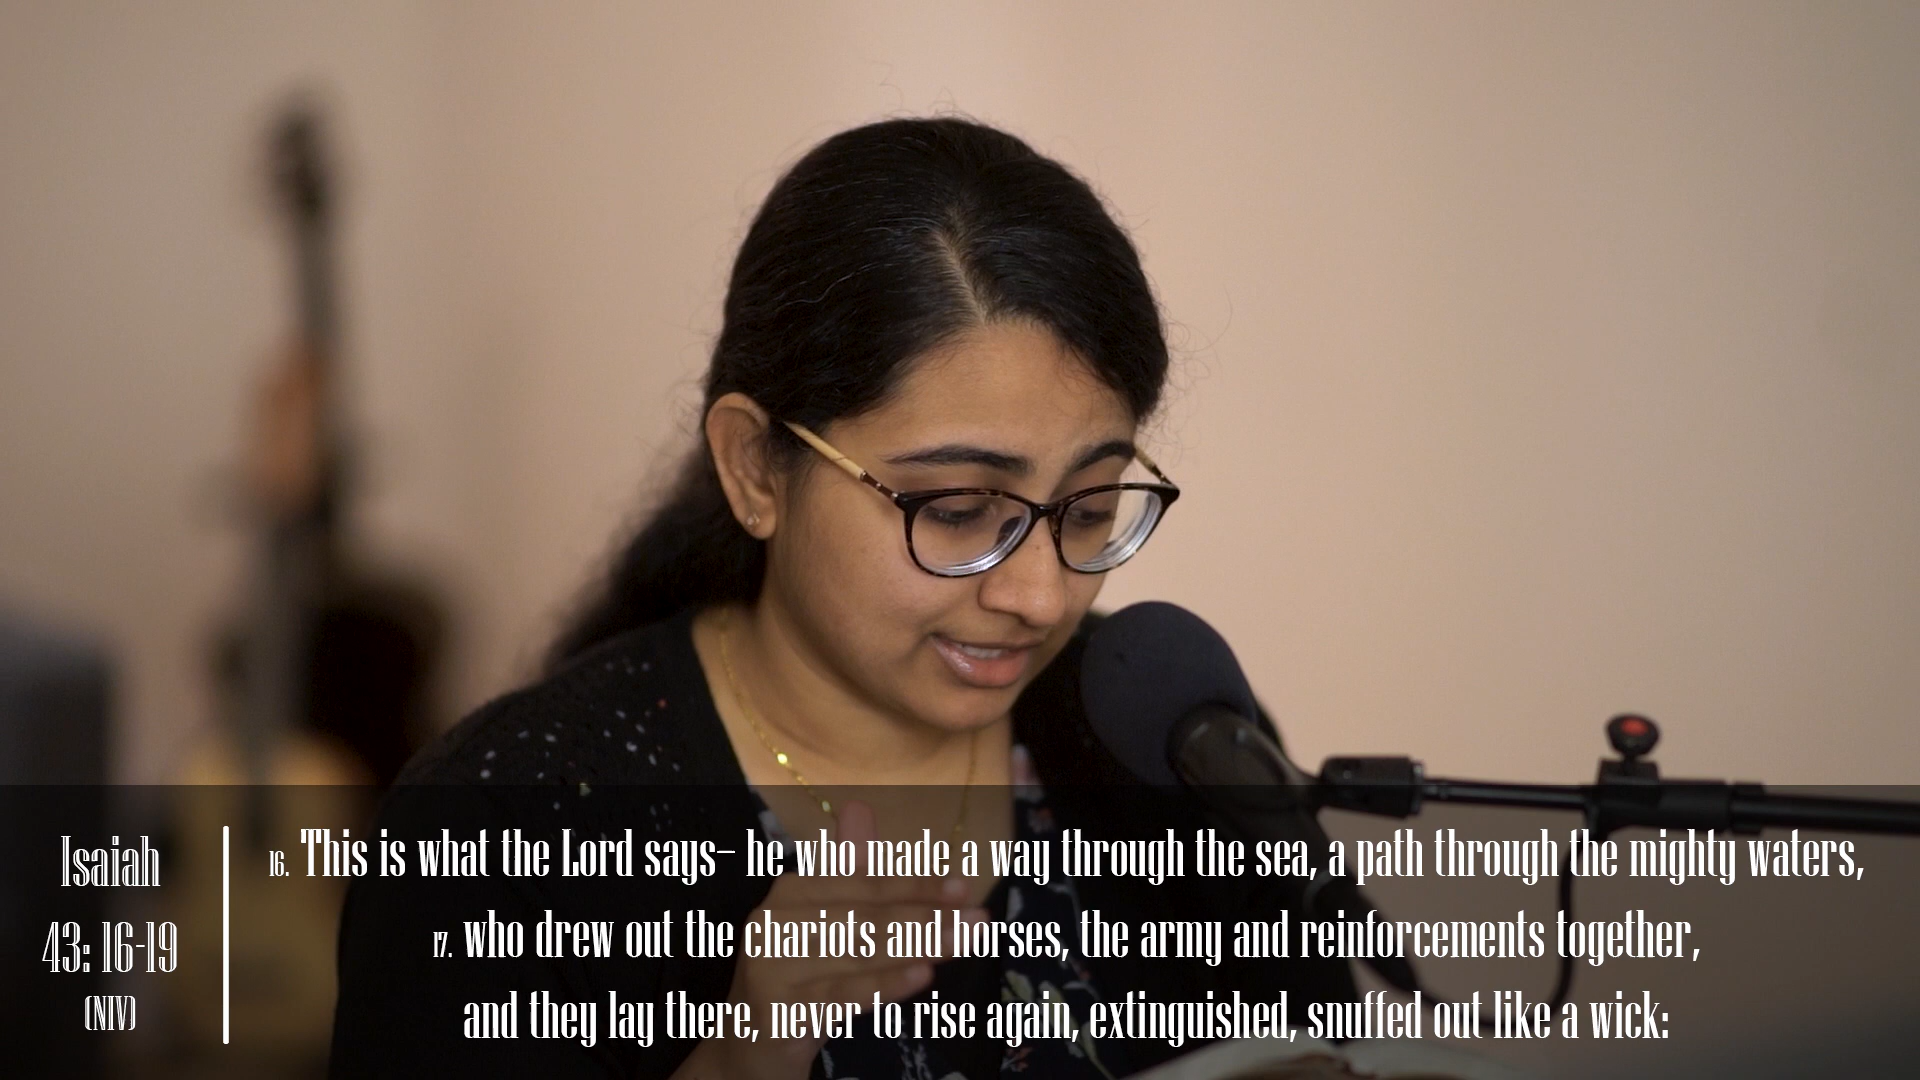 Isaiah
43: 16-19
(NIV)
16. This is what the Lord says– he who made a way through the sea, a path through the mighty waters,
17. who drew out the chariots and horses, the army and reinforcements together,
and they lay there, never to rise again, extinguished, snuffed out like a wick: